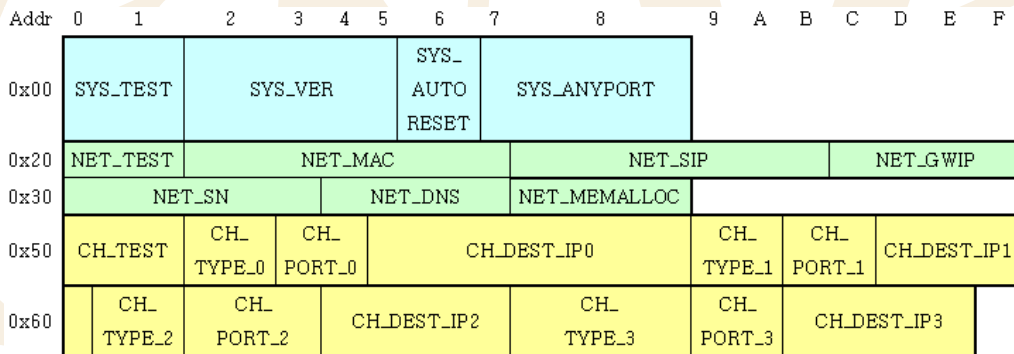 Addr 0 1 2 3 4 5 6 7 8 9 A B C D E F
0x00 SYS_TEST SYS_VER SYS_ AUTO RESET SYS_ANYPORT
0x20 NET_TEST NET_MAC NET_SIP NET_GWIP
0x30 NET_SN NET_DNS NET_MEMALLOC
0x50 CH_TEST CH_ TYPE_0 CH_ PORT_0 CH_DEST_IP0 CH_ TYPE_1 CH_ PORT_1 CH_DEST_IP1
0x60 CH_ TYPE_2 CH_ PORT_2 CH_DEST_IP2 CH_ TYPE_3 CH_ PORT_3 CH_DEST_IP3